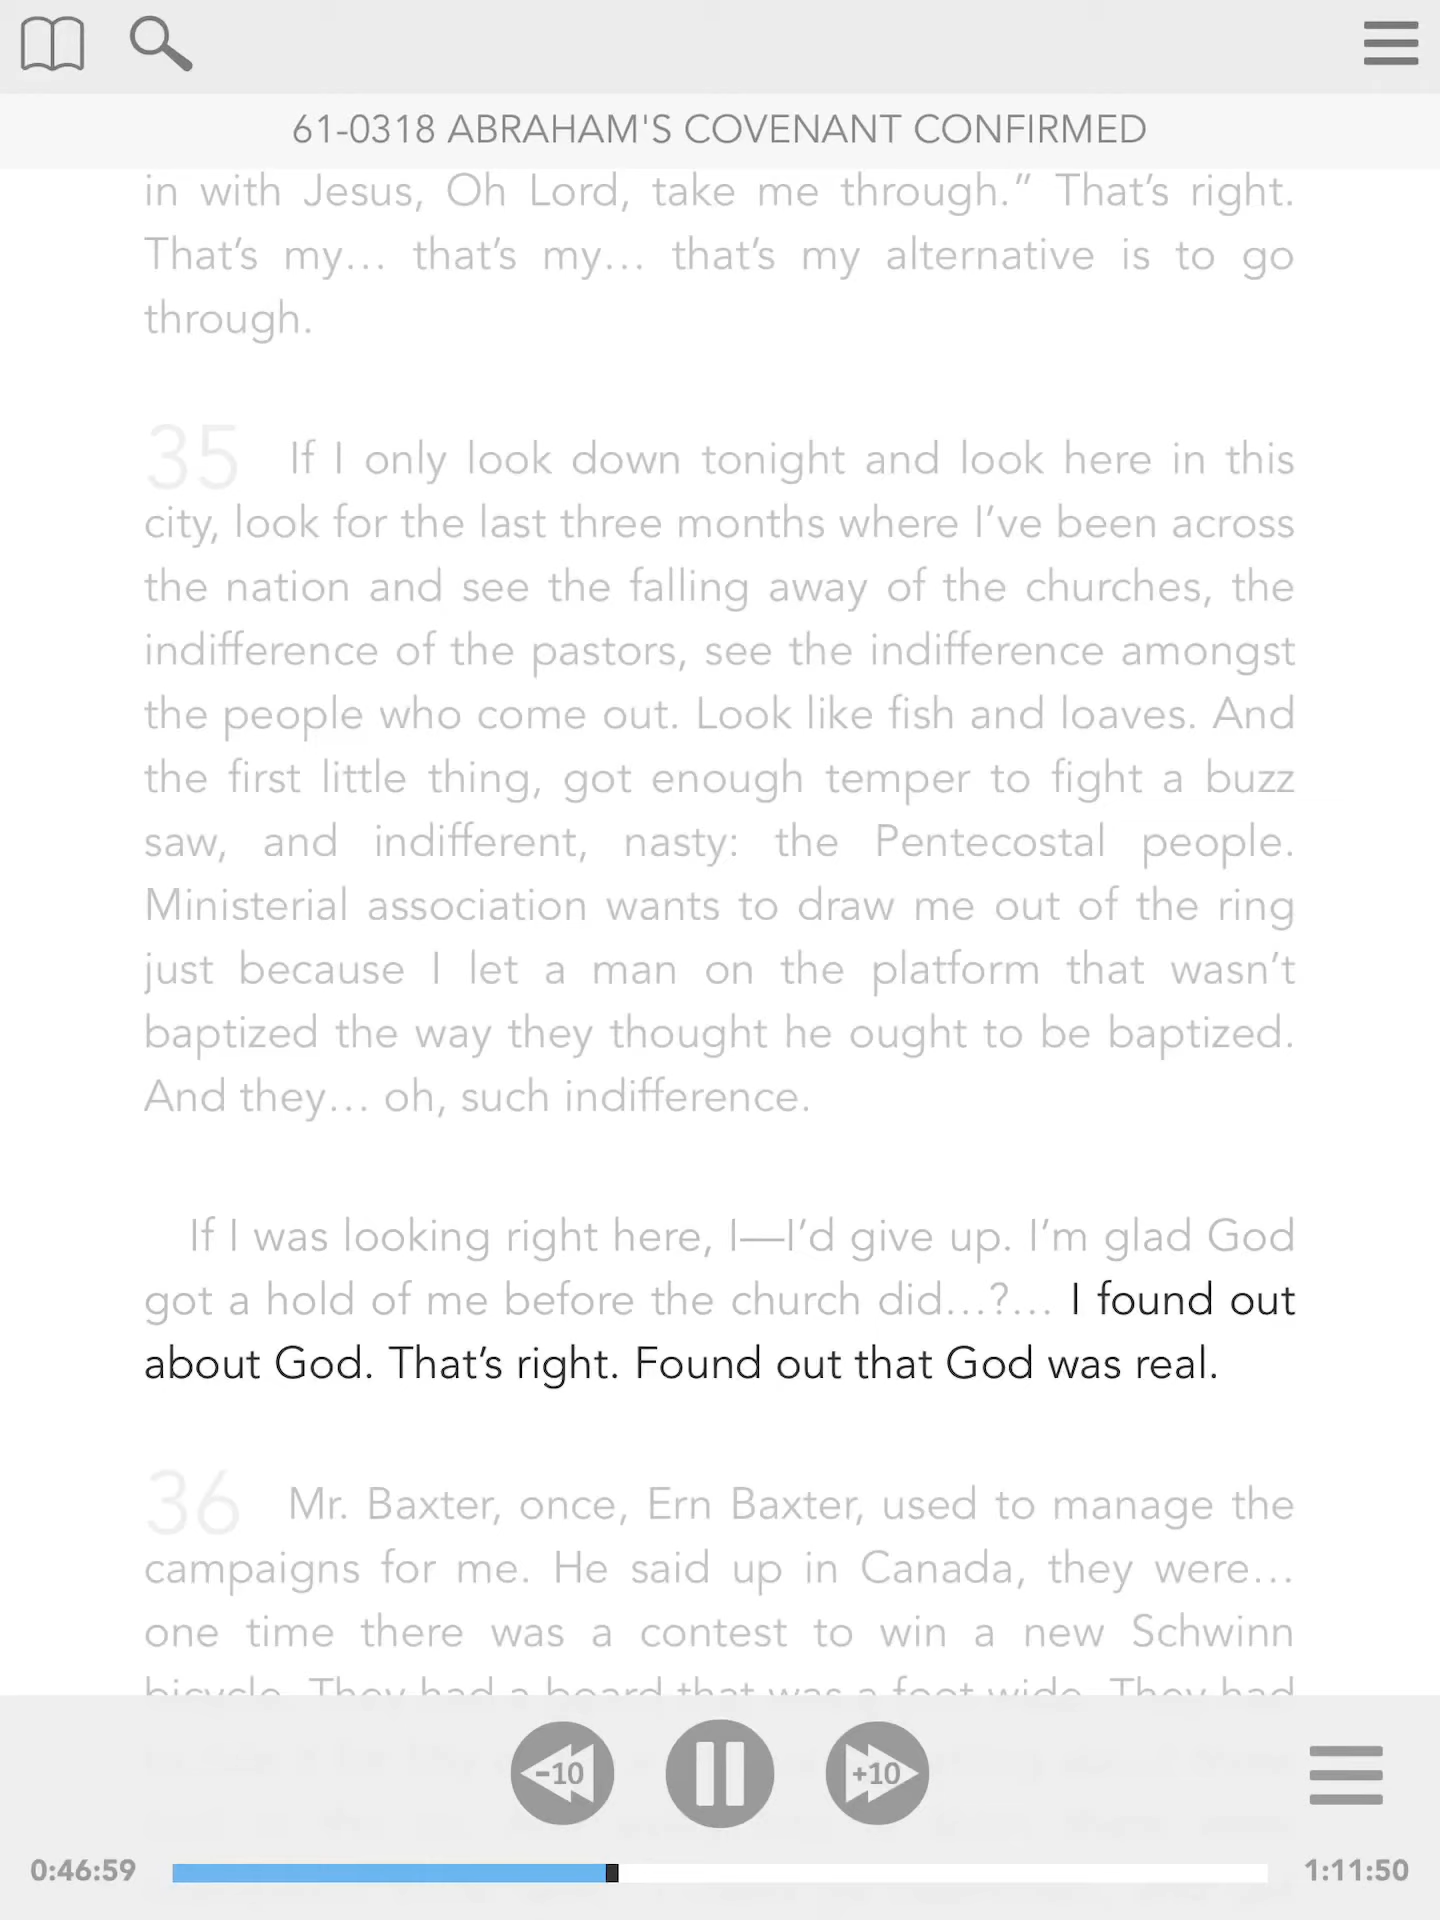 61-0318 ABRAHAM'S COVENANT CONFIRMED
in with Jesus, Oh Lord, take me through.” That’s right.
That’s my… that’s my… that’s my alternative is to go
through.
35 If I only look down tonight and look here in this
city, look for the last three months where I’ve been across
the nation and see the falling away of the churches, the
indifference of the pastors, see the indifference amongst
the people who come out. Look like fish and loaves. And
the first little thing, got enough temper to fight a buzz
saw, and indifferent, nasty: the Pentecostal people.
Ministerial association wants to draw me out of the ring
just because I let a man on the platform that wasn’t
baptized the way they thought he ought to be baptized.
And they… oh, such indifference.
If I was looking right here, I—I’d give up. I’m glad God
got a hold of me before the church did…?… I found out
about God. That’s right. Found out that God was real.
36 Mr. Baxter, once, Ern Baxter, used to manage the
campaigns for me. He said up in Canada, they were…
one time there was a contest to win a new Schwinn
bicycle. They had a board that was a foot wide. They had
-10 +10
0:46:59 1:11:50